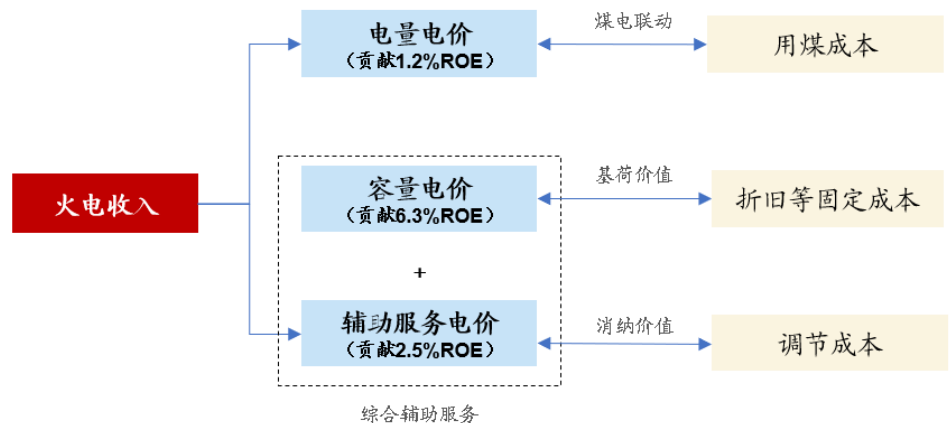 电量电价
（贡献1.2%ROE）
煤电联动
用煤成本
火电收入
容量电价
（贡献6.3%ROE）
基荷价值
折旧等固定成本
+
辅助服务电价
（贡献2.5%ROE）
消纳价值
调节成本
综合辅助服务